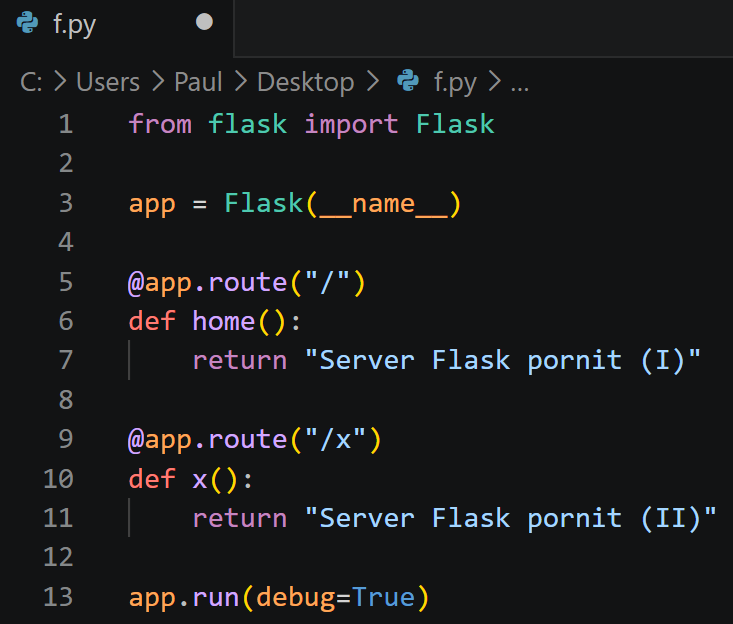 f.py
C: > Users > Paul > Desktop > f.py > ...
1 from flask import Flask
2
3 app = Flask(__name__)
4
5 @app.route("/")
6 def home():
7     return "Server Flask pornit (I)"
8
9 @app.route("/x")
10 def x():
11     return "Server Flask pornit (II)"
12
13 app.run(debug=True)